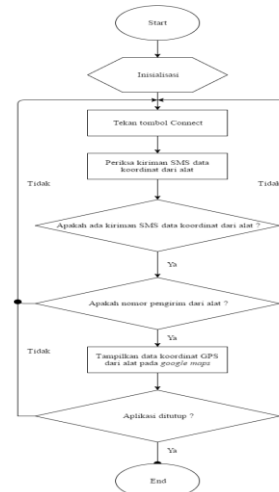 Start
Inisialisasi
Tekan tombol Connect
Periksa kiriman SMS data
koordinat dari alat
Tidak
Tidak
Apakah ada kiriman SMS data koordinat dari alat ?
Ya
Apakah nomor pengirim dari alat ?
Ya
Tidak
Tampilkan data koordinat GPS
dari alat pada google maps
Aplikasi ditutup ?
Ya
End